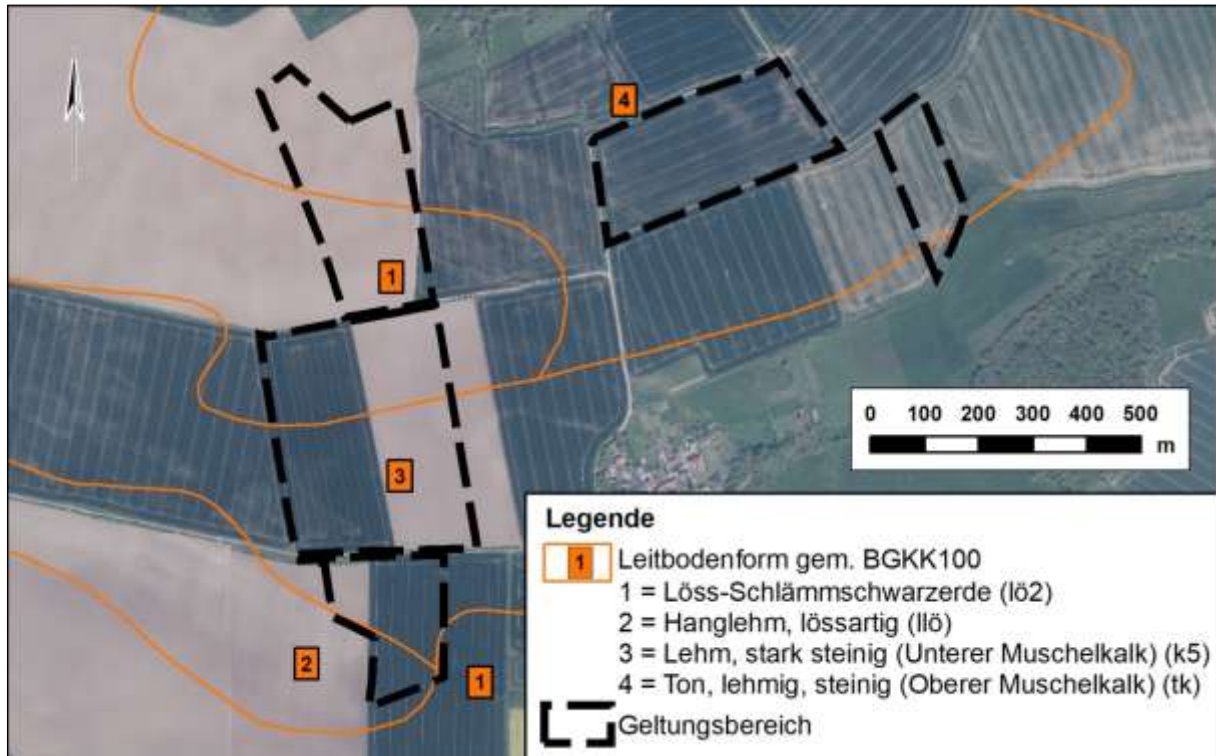 4
1
3
2
1
0 100 200 300 400 500
m
Legende
1 Leitbodenform gem. BGKK100
1 = Löss-Schlämmschwarzerde (lö2)
2 = Hanglehm, lössartig (llö)
3 = Lehm, stark steinig (Unterer Muschelkalk) (k5)
4 = Ton, lehmig, steinig (Oberer Muschelkalk) (tk)
Geltungsbereich